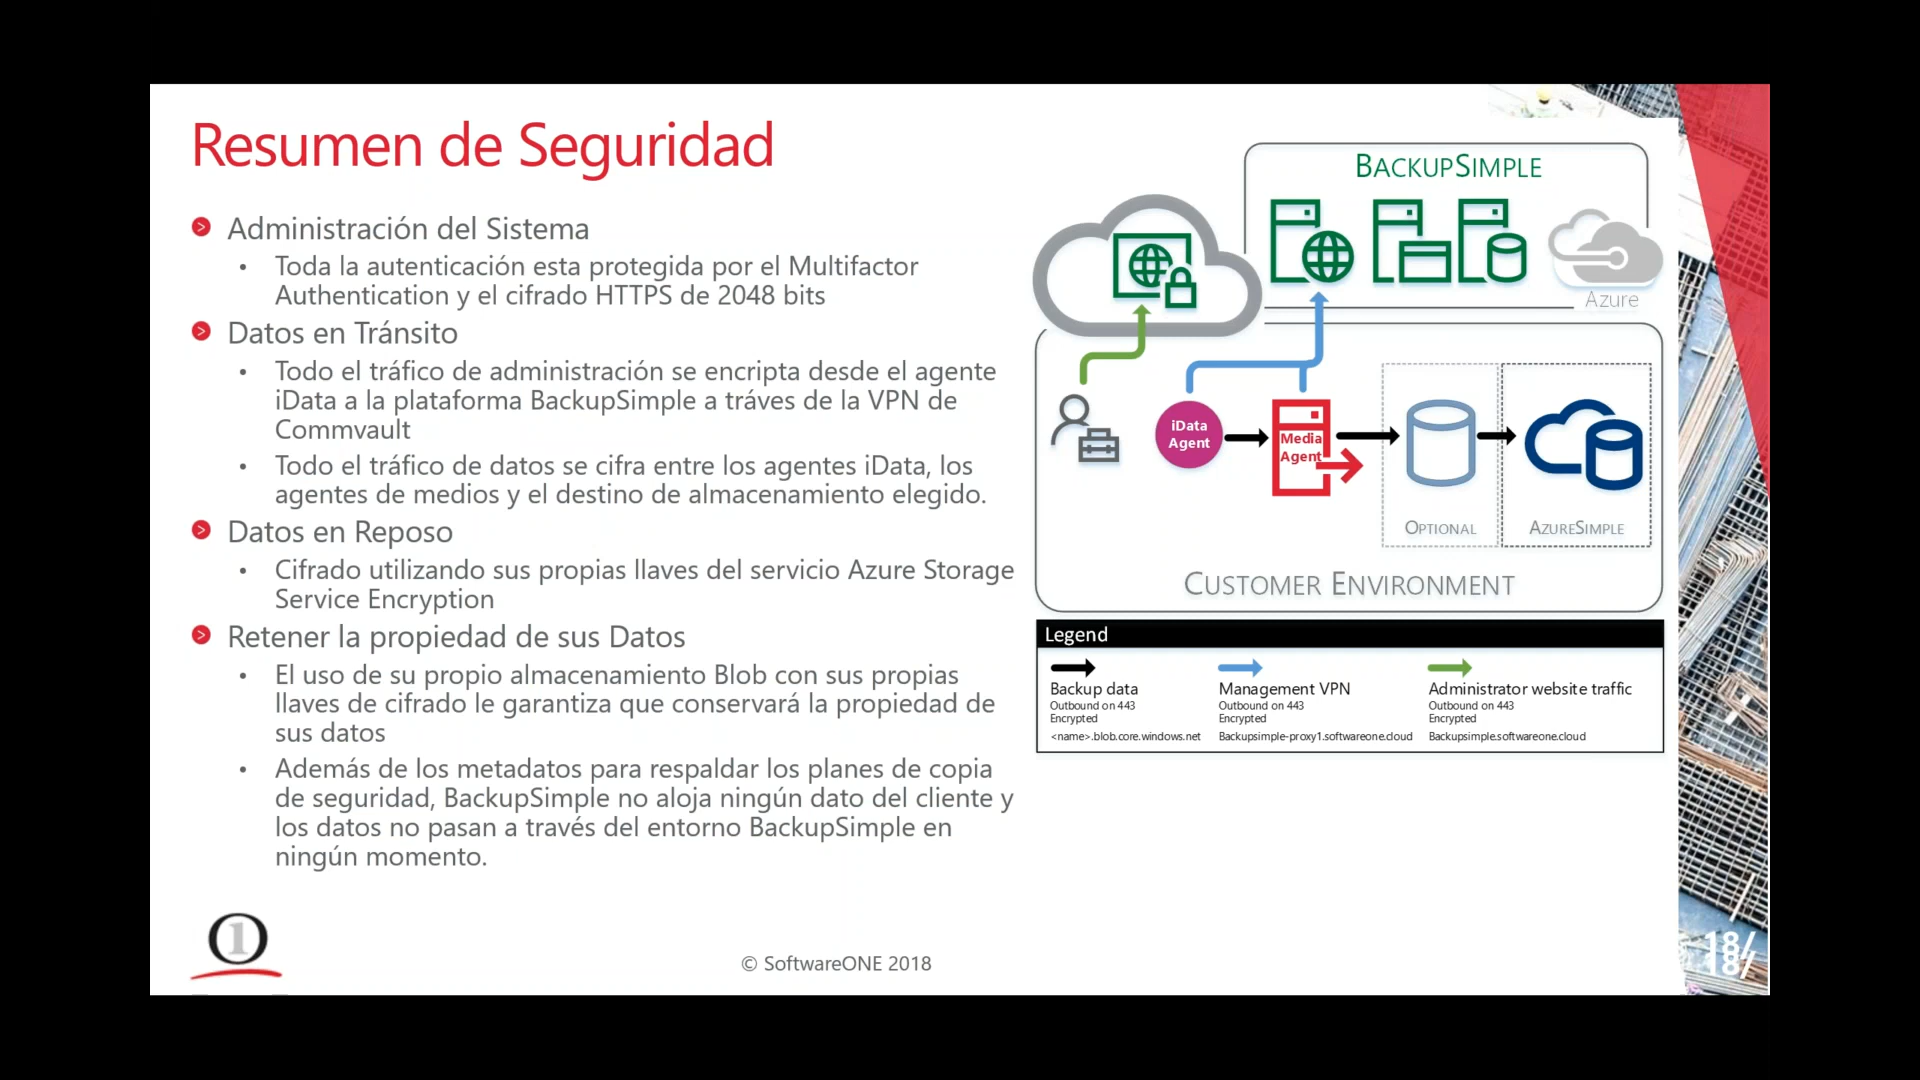 Resumen de Seguridad
Administración del Sistema
• Toda la autenticación esta protegida por el Multifactor
Authentication y el cifrado HTTPS de 2048 bits
Datos en Tránsito
• Todo el tráfico de administración se encripta desde el agente
iData a la plataforma BackupSimple a tráves de la VPN de
Commvault
• Todo el tráfico de datos se cifra entre los agentes iData, los
agentes de medios y el destino de almacenamiento elegido.
Datos en Reposo
• Cifrado utilizando sus propias llaves del servicio Azure Storage
Service Encryption
Retener la propiedad de sus Datos
• El uso de su propio almacenamiento Blob con sus propias
llaves de cifrado le garantiza que conservará la propiedad de
sus datos
• Además de los metadatos para respaldar los planes de copia
de seguridad, BackupSimple no aloja ningún dato del cliente y
los datos no pasan a través del entorno BackupSimple en
ningún momento.
BACKUPSIMPLE
Azure
iData
Agent
Media
Agent
OPTIONAL
AZURESIMPLE
CUSTOMER ENVIRONMENT
Legend
Backup data
Outbound on 443
Encrypted
<name>.blob.core.windows.net
Management VPN
Outbound on 443
Encrypted
Backupsimple-proxy1.softwareone.cloud
Administrator website traffic
Outbound on 443
Encrypted
Backupsimple.softwareone.cloud
© SoftwareONE 2018
18/
18/